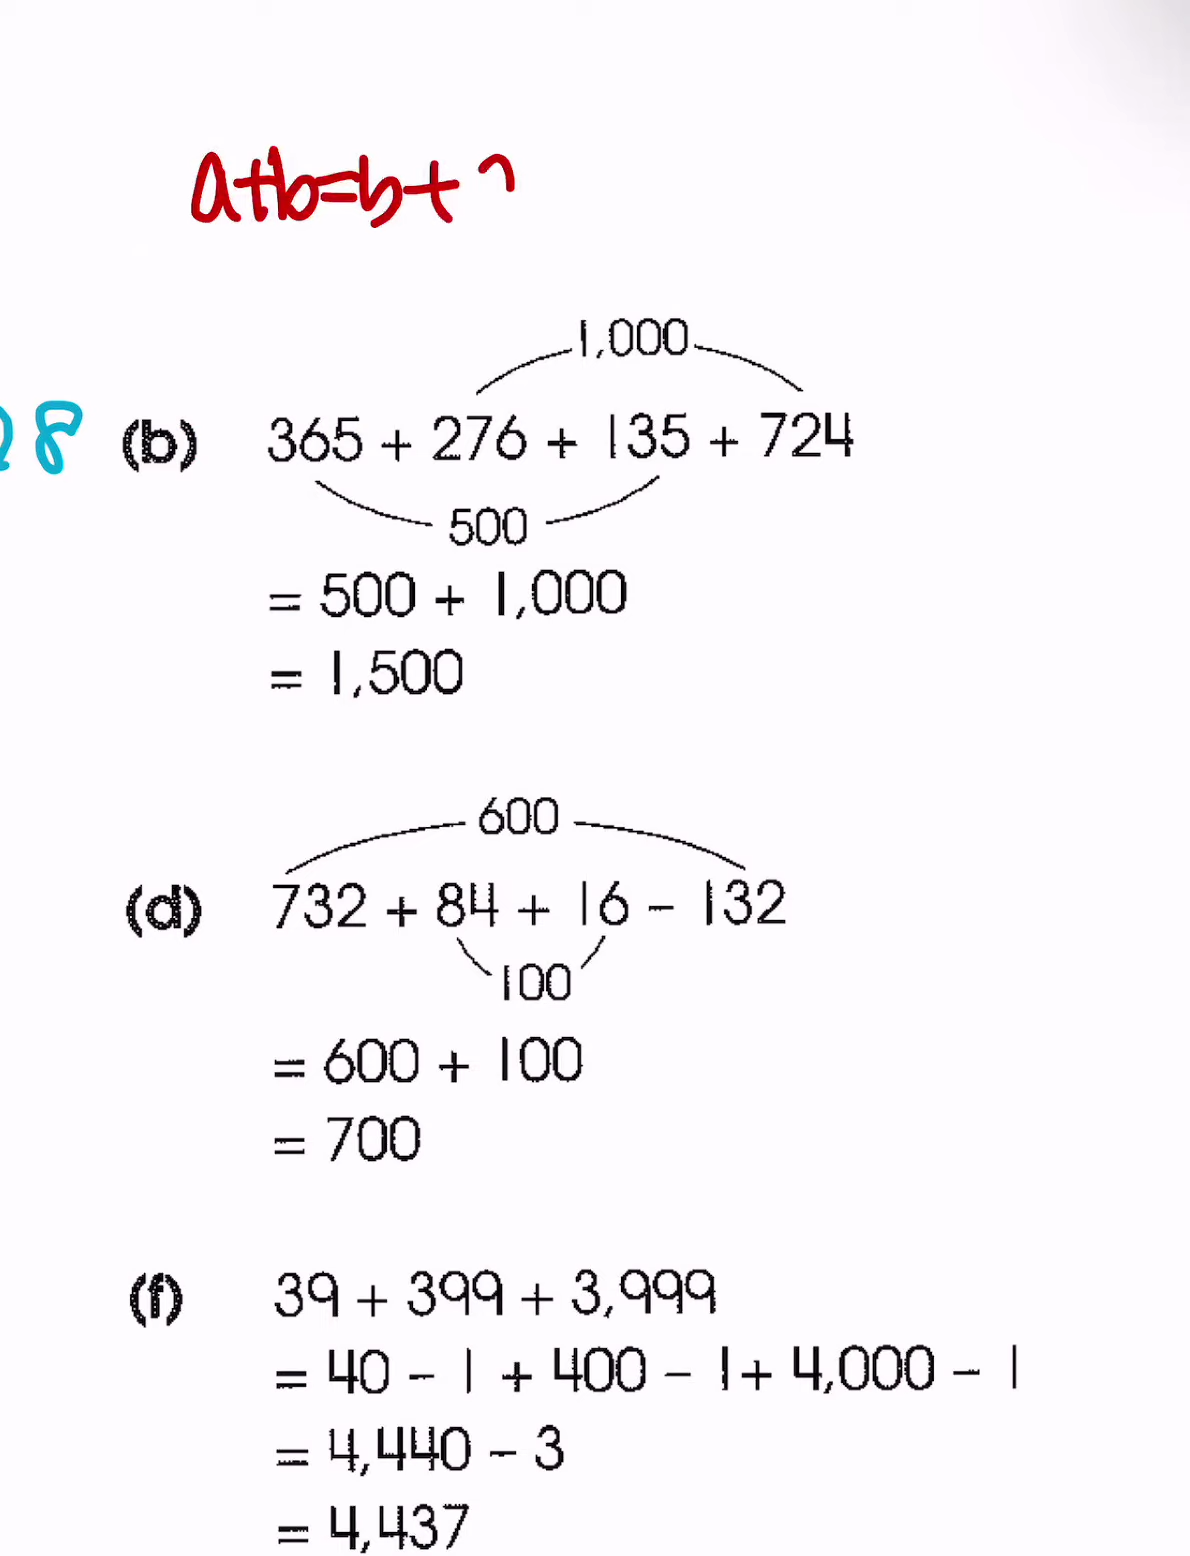 a+b=b+
1,000
8 (b) 365 + 276 + 135 + 724
500
= 500 + 1,000
= 1,500
600
(d) 732 + 84 + 16 - 132
100
= 600 + 100
= 700
(f) 39 + 399 + 3,999
= 40 - 1 + 400 - 1 + 4,000 - 1
= 4,440 - 3
= 4,437